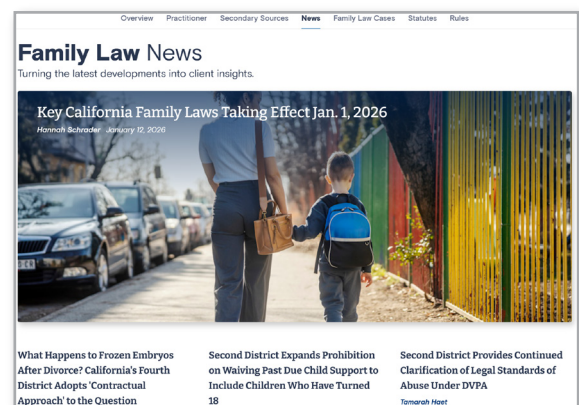 Overview Practitioner Secondary Sources News Family Law Cases Statutes Rules
Family Law News
Turning the latest developments into client insights.
Key California Family Laws Taking Effect Jan. 1, 2026
Hannah Schrader January 12, 2026
What Happens to Frozen Embryos
After Divorce? California's Fourth
District Adopts 'Contractual
Approach' to the Question
Second District Expands Prohibition
on Waiving Past Due Child Support to
Include Children Who Have Turned
18
Second District Provides Continued
Clarification of Legal Standards of
Abuse Under DVPA
Tamarah Haet